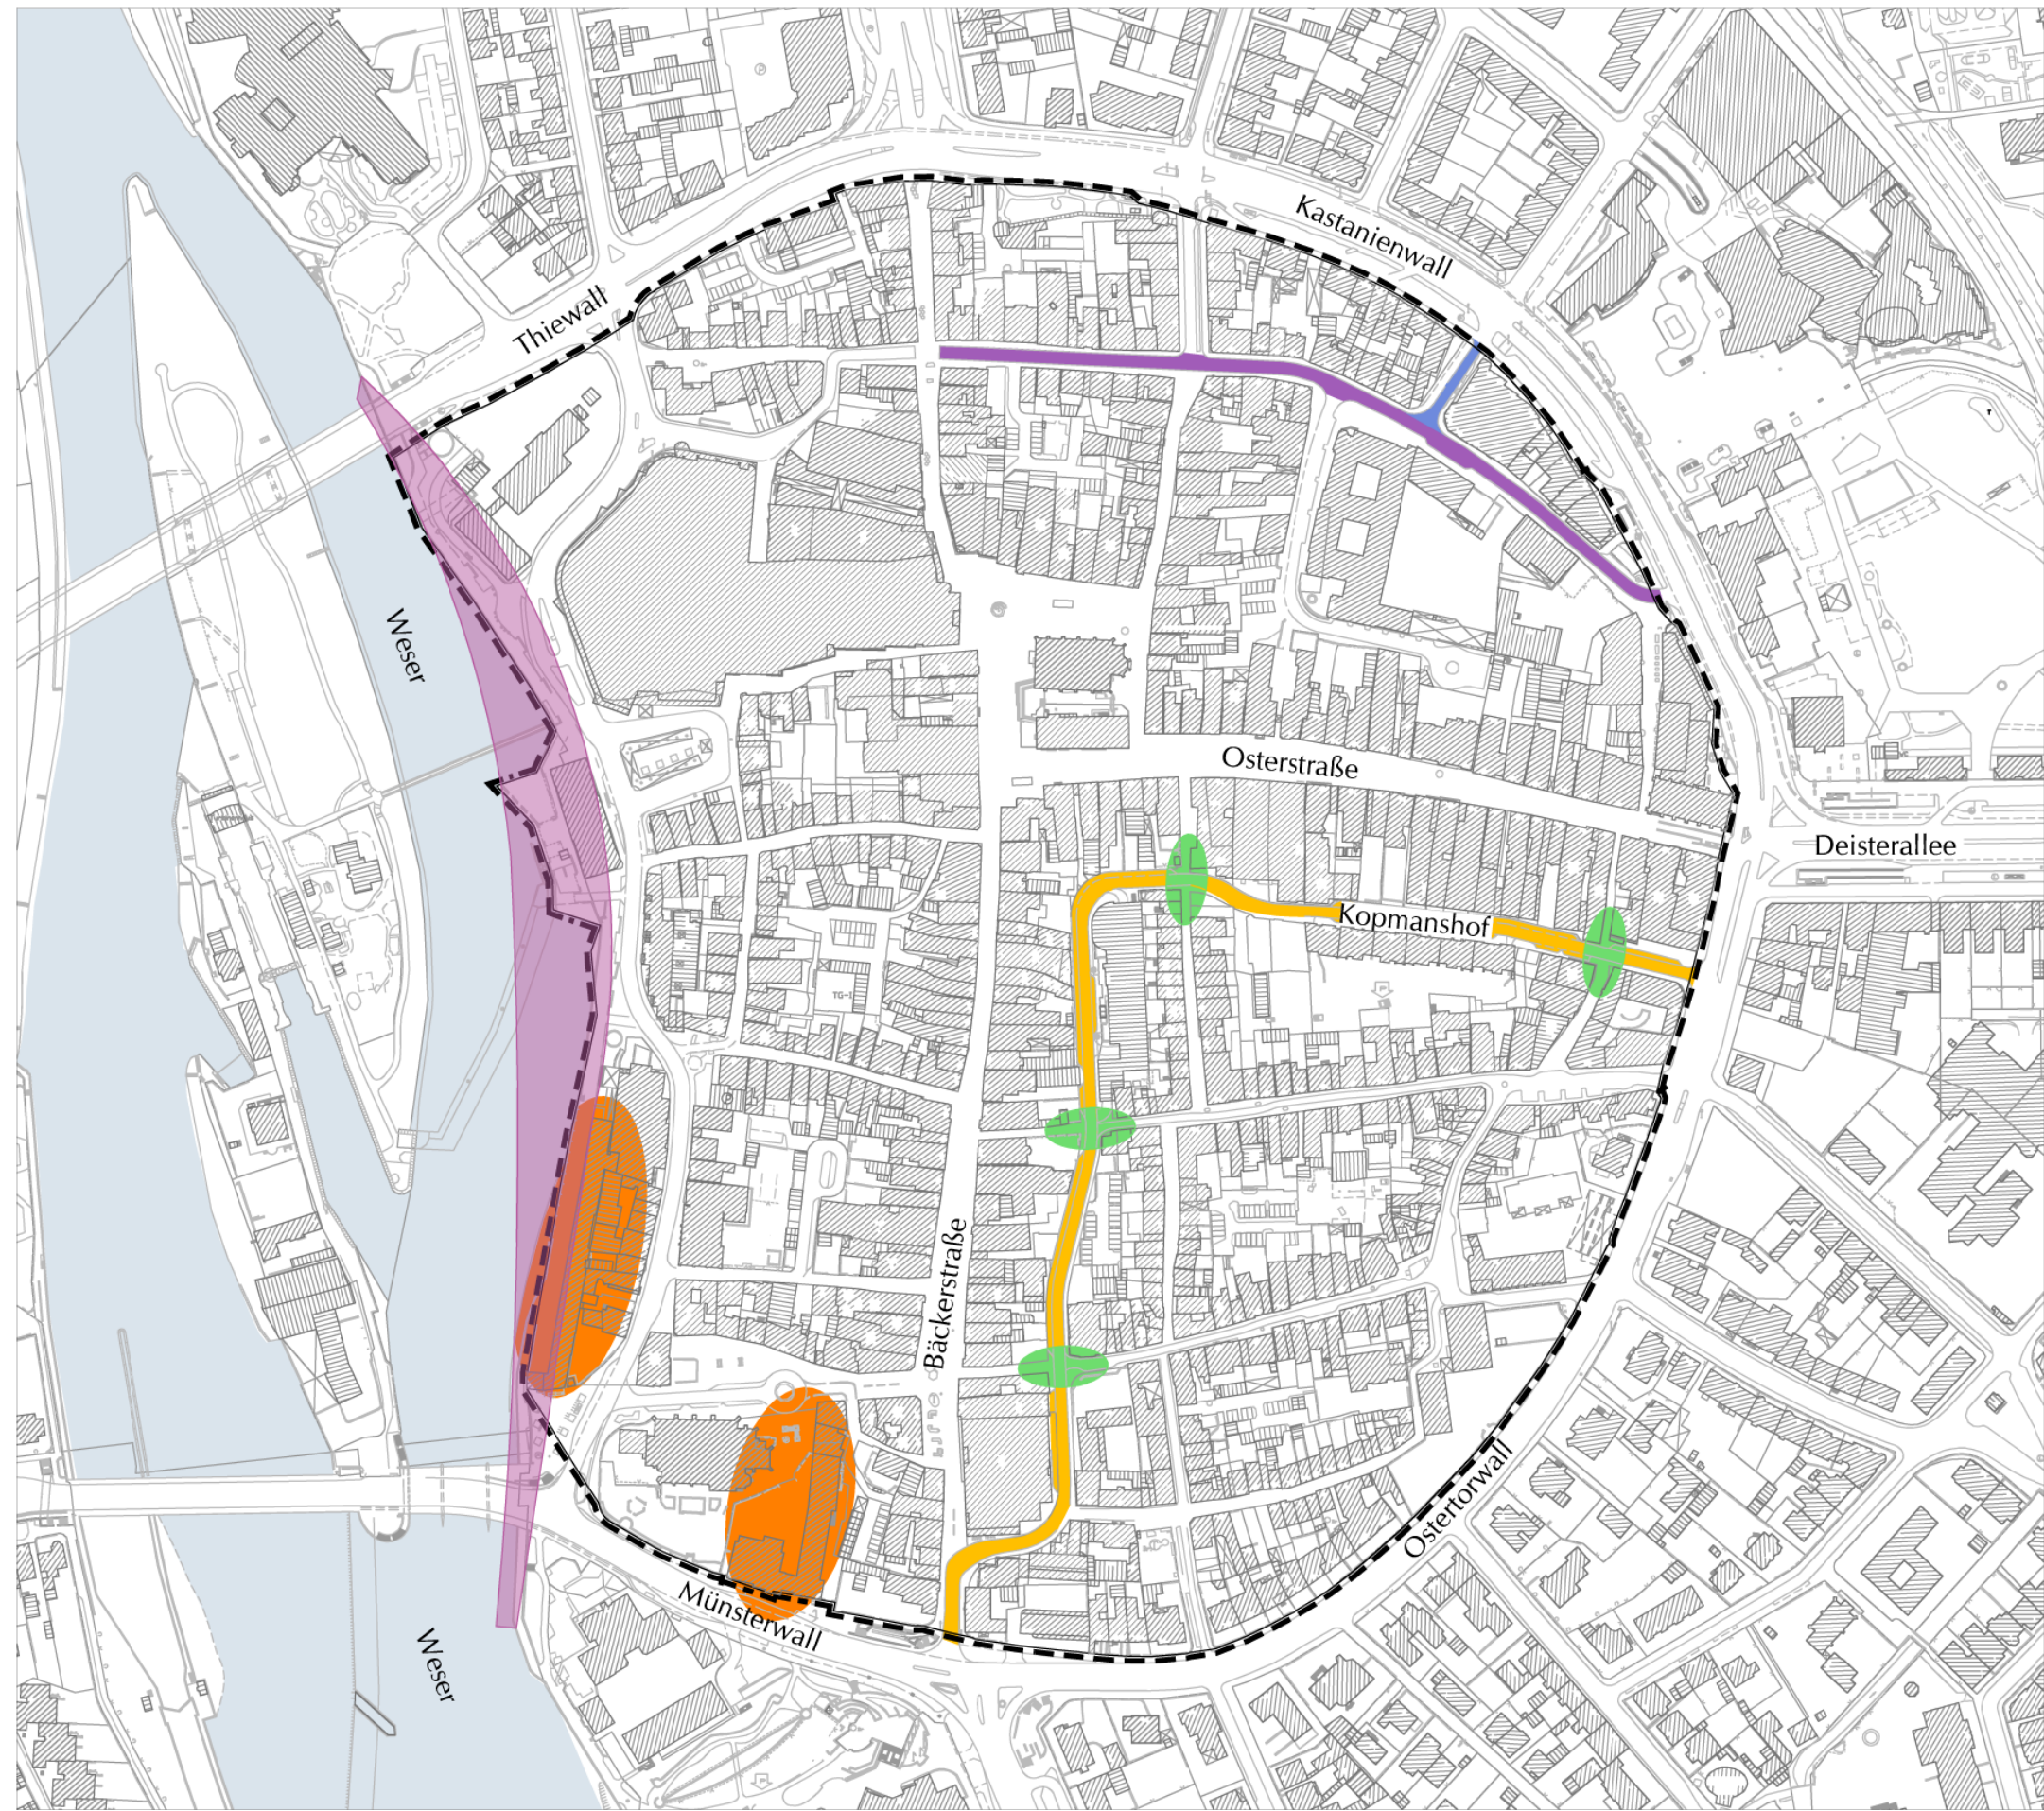 Kastanienwall
Thiewall
Weser
Osterstraße
Deisterallee
Kopmanshof
TG-1
Bäckerstraße
Ostertorwall
Münsterwall
Weser